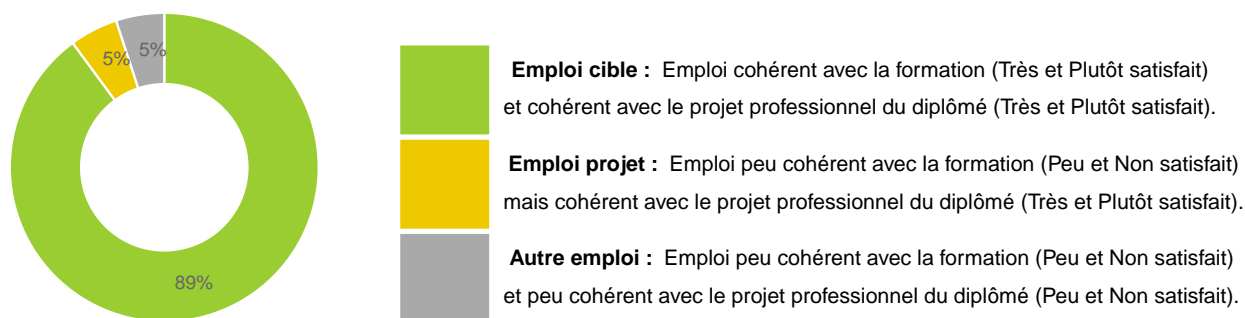 5%
5%
89%
Emploi cible : Emploi cohérent avec la formation (Très et Plutôt satisfait)
et cohérent avec le projet professionnel du diplômé (Très et Plutôt satisfait).
Emploi projet : Emploi peu cohérent avec la formation (Peu et Non satisfait)
mais cohérent avec le projet professionnel du diplômé (Très et Plutôt satisfait).
Autre emploi : Emploi peu cohérent avec la formation (Peu et Non satisfait)
et peu cohérent avec le projet professionnel du diplômé (Peu et Non satisfait).